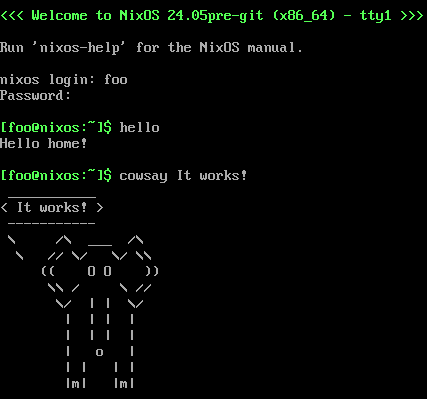 <<< Welcome to NixOS 24.05pre-git (x86_64) - tty1 >>>
Run 'nixos-help' for the NixOS manual.
nixos login: foo
Password:
[foo@nixos:~]$ hello
Hello home!
[foo@nixos:~]$ cowsay It works!
 ___________
< It works! >
 -----------
 \     /\  ___  /\
  \   // \/   \/ \\
     ((    O O    ))
      \\ /     \ //
       \/  | |  \/
        |  | |  |
        |  | |  |
        |   o   |
        | |   | |
        |m|   |m|